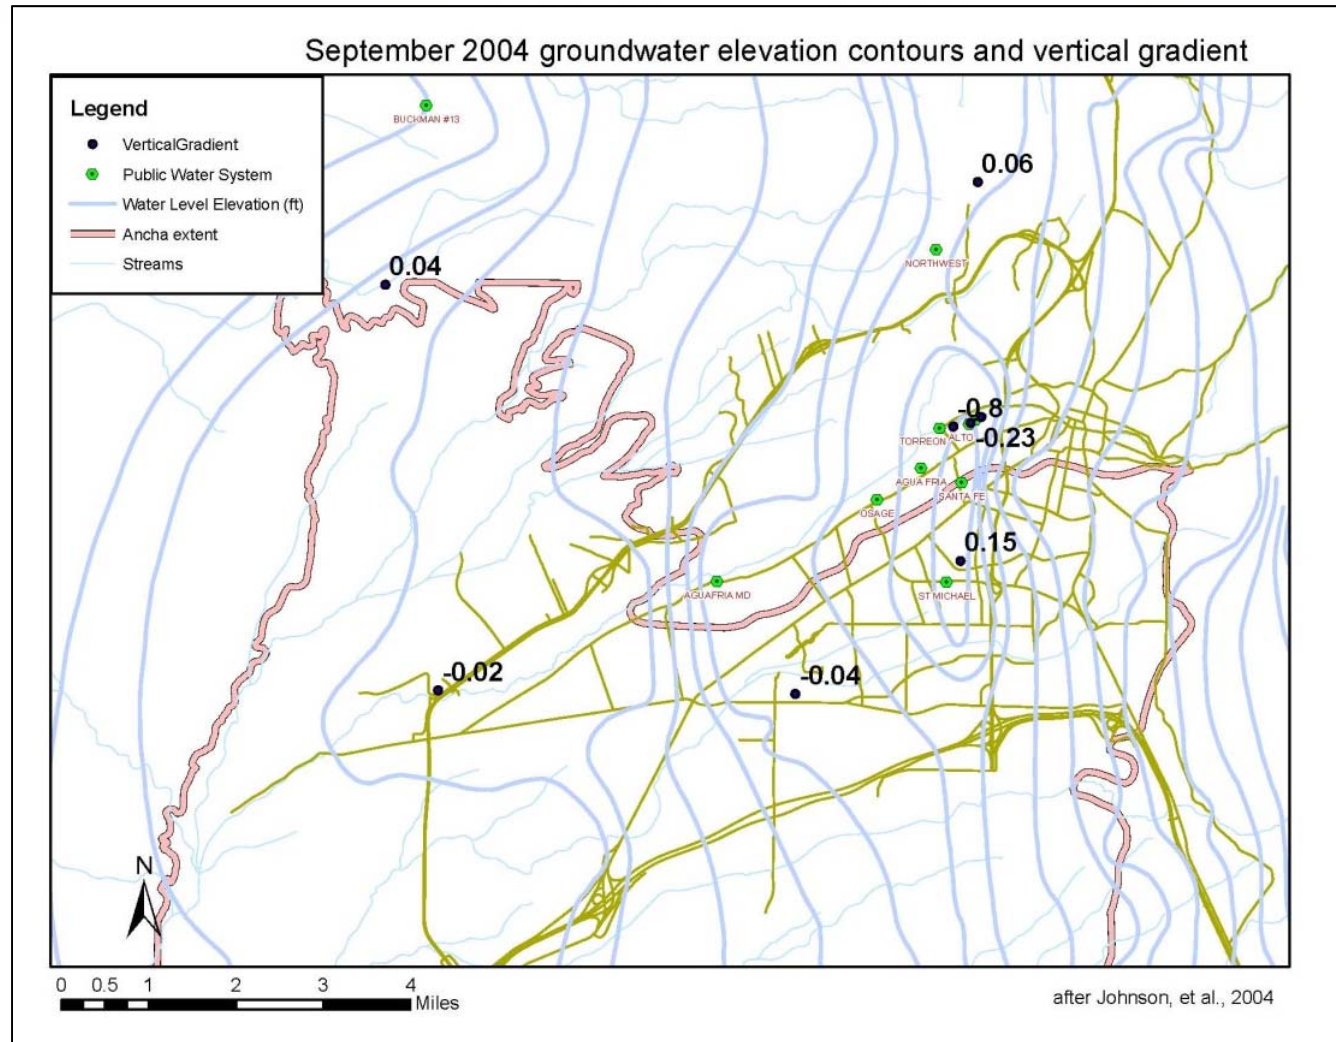 September 2004 groundwater elevation contours and vertical gradient
Legend
VerticalGradient
Public Water System
Water Level Elevation (ft)
Ancha extent
Streams
BUCKMAN #13
0.06
NORTHWEST
0.04
-0.8
TORREON
ALTO
-0.23
AGUA FRIA
SANTA FE
OSAGE
0.15
AGUAFRIA MD
ST MICHAEL
-0.02
-0.04
N
0 0.5 1 2 3 4
Miles
after Johnson, et al., 2004